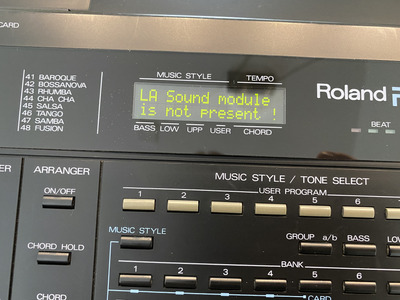 CARD
41 BAROQUE
42 BOSSANOVA
43 RHUMBA
44 CHA CHA
45 SALSA
46 TANGO
47 SAMBA
48 FUSION
MUSIC STYLE
TEMPO
LA Sound module
is not present !
BASS LOW UPP USER CHORD
Roland
BEAT
ARRANGER
ON/OFF
CHORD HOLD
CHORD
MUSIC STYLE / TONE SELECT
USER PROGRAM
1 2 3 4 5 6
MUSIC STYLE
GROUP a/b
BASS
BANK
1 2 3 4 5 6 7
CARD